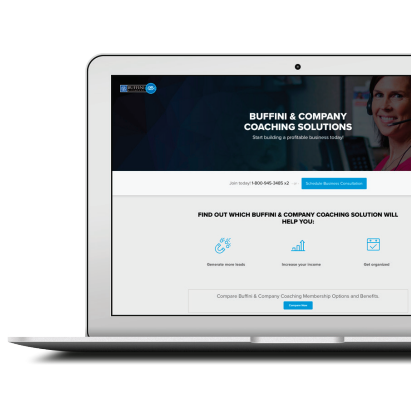 BUFFINI
BUFFINI & COMPANY
COACHING SOLUTIONS
Start building a profitable business today!
Join today! 1-800-945-3485 x2
Schedule Business Consultation
FIND OUT WHICH BUFFINI & COMPANY COACHING SOLUTION WILL
HELP YOU:
Generate more leads
Increase your income
Get organized
Compare Buffini & Company Coaching Membership Options and Benefits.